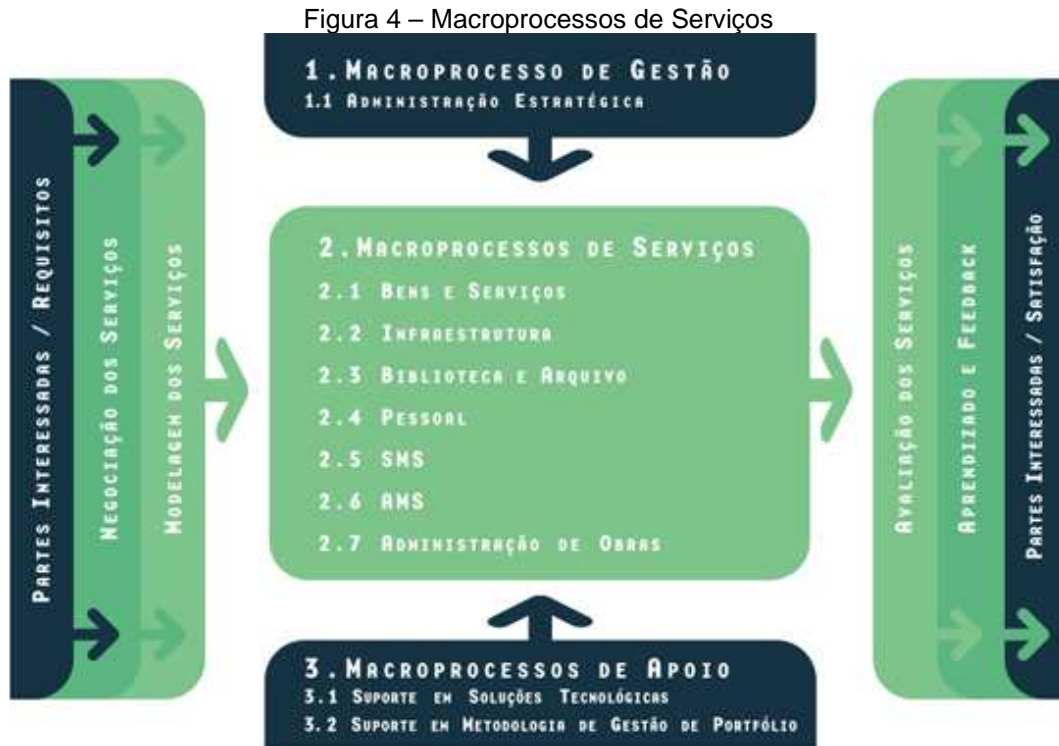 Figura 4 – Macroprocessos de Serviços
1. Macroprocesso de Gestão
1.1 Administração Estratégica
Partes Interessadas / Requisitos
Negociação dos Serviços
Modelagem dos Serviços
2. Macroprocessos de Serviços
2.1 Bens e Serviços
2.2 Infraestrutura
2.3 Biblioteca e Arquivo
2.4 Pessoal
2.5 SMS
2.6 AMS
2.7 Administração de Obras
Avaliação dos Serviços
Aprendizado e Feedback
Partes Interessadas / Satisfação
3. Macroprocessos de Apoio
3.1 Suporte em Soluções Tecnológicas
3.2 Suporte em Metodologia de Gestão de Portfólio